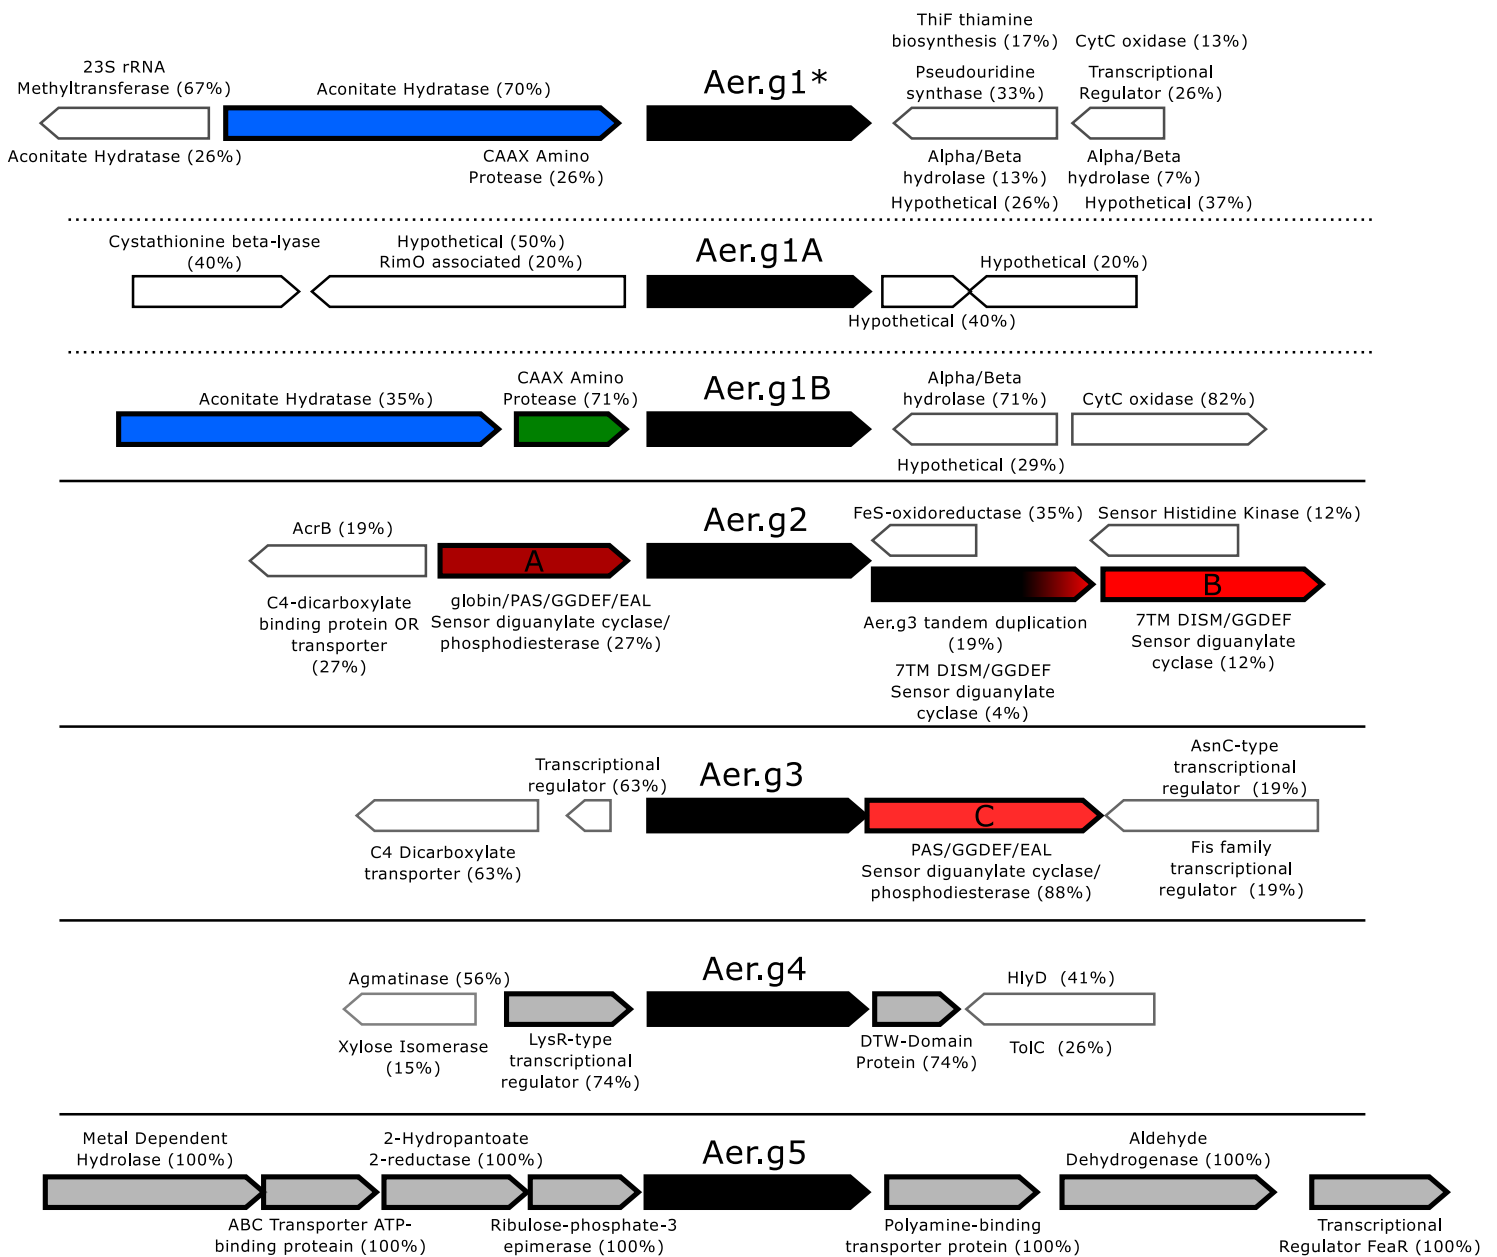 ThiF thiamine
biosynthesis (17%)
CytC oxidase (13%)
23S rRNA
Methyltransferase (67%)
Aconitate Hydratase (70%)
Aer.g1*
Pseudouridine
synthase (33%)
Transcriptional
Regulator (26%)
Aconitate Hydratase (26%)
CAAX Amino
Protease (26%)
Alpha/Beta
hydrolase (13%)
Hypothetical (26%)
Alpha/Beta
hydrolase (7%)
Hypothetical (37%)
Cystathionine beta-lyase
(40%)
Hypothetical (50%)
RimO associated (20%)
Aer.g1A
Hypothetical (20%)
Hypothetical (40%)
Aconitate Hydratase (35%)
CAAX Amino
Protease (71%)
Aer.g1B
Alpha/Beta
hydrolase (71%)
CytC oxidase (82%)
Hypothetical (29%)
AcrB (19%)
Aer.g2
FeS-oxidoreductase (35%)
Sensor Histidine Kinase (12%)
A
B
C4-dicarboxylate
binding protein OR
transporter
(27%)
globin/PAS/GGDEF/EAL
Sensor diguanylate cyclase/
phosphodiesterase (27%)
Aer.g3 tandem duplication
(19%)
7TM DISM/GGDEF
Sensor diguanylate
cyclase (4%)
7TM DISM/GGDEF
Sensor diguanylate
cyclase (12%)
Transcriptional
regulator (63%)
Aer.g3
AsnC-type
transcriptional
regulator (19%)
C
C4 Dicarboxylate
transporter (63%)
PAS/GGDEF/EAL
Sensor diguanylate cyclase/
phosphodiesterase (88%)
Fis family
transcriptional
regulator (19%)
Agmatinase (56%)
Aer.g4
HlyD (41%)
Xylose Isomerase
(15%)
LysR-type
transcriptional
regulator (74%)
DTW-Domain
Protein (74%)
TolC (26%)
Metal Dependent
Hydrolase (100%)
2-Hydropantoate
2-reductase (100%)
Aer.g5
Aldehyde
Dehydrogenase (100%)
ABC Transporter ATP-
binding proteain (100%)
Ribulose-phosphate-3
epimerase (100%)
Polyamine-binding
transporter protein (100%)
Transcriptional
Regulator FeaR (100%)